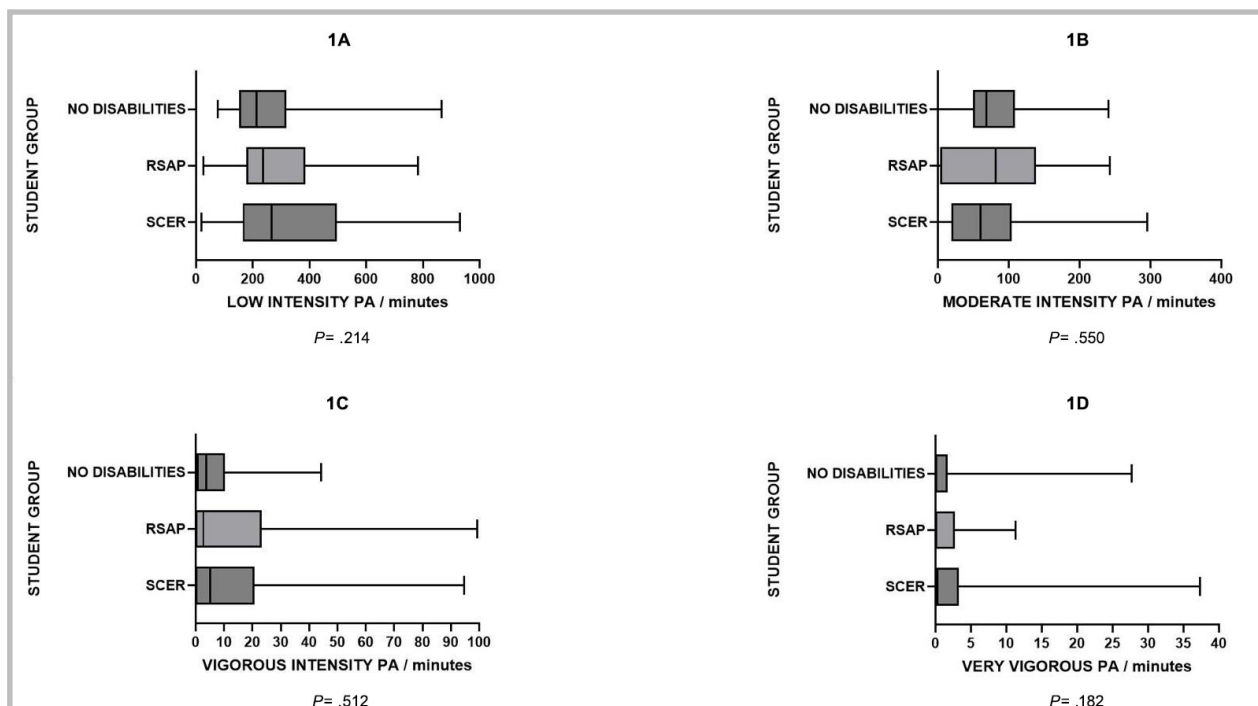 1A
STUDENT GROUP
NO DISABILITIES
RSAP
SCER
0 200 400 600 800 1000
LOW INTENSITY PA / minutes
P= .214
1B
STUDENT GROUP
NO DISABILITIES
RSAP
SCER
0 100 200 300 400
MODERATE INTENSITY PA / minutes
P= .550
1C
STUDENT GROUP
NO DISABILITIES
RSAP
SCER
0 10 20 30 40 50 60 70 80 90 100
VIGOROUS INTENSITY PA / minutes
P= .512
1D
STUDENT GROUP
NO DISABILITIES
RSAP
SCER
0 5 10 15 20 25 30 35 40
VERY VIGOROUS PA / minutes
P= .182